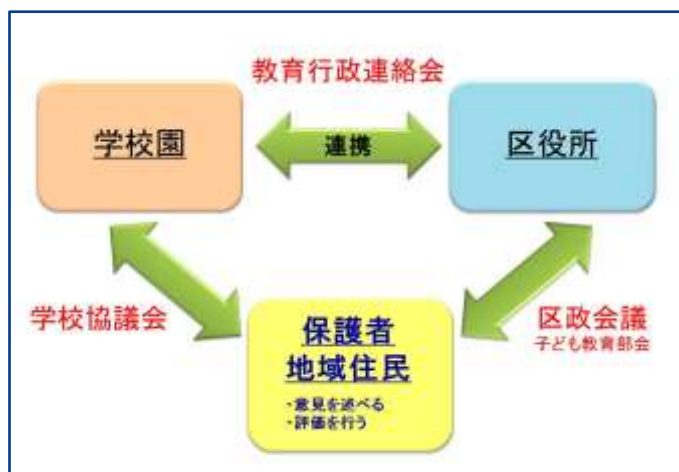 教育行政連絡会
学校園
連携
区役所
学校協議会
保護者
地域住民
・意見を述べる
・評価を行う
区政会議
子ども教育部会